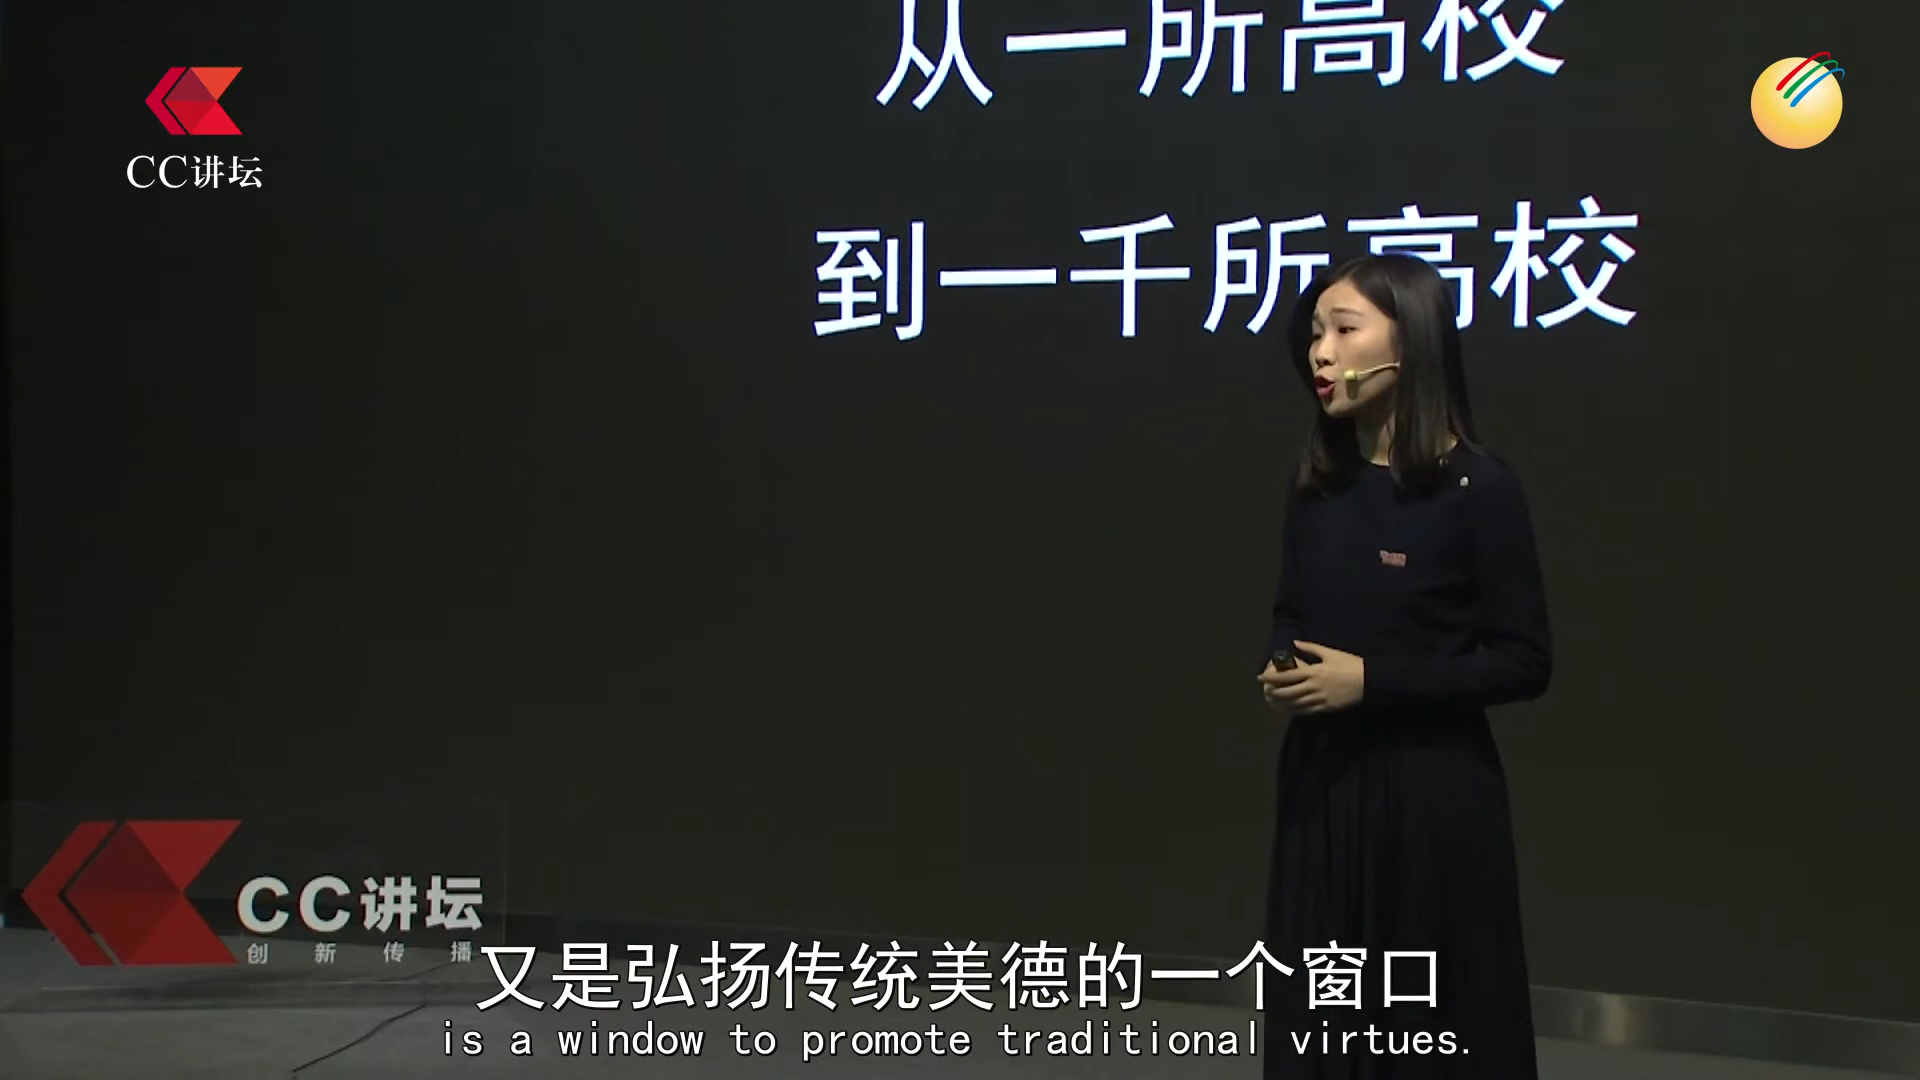 从一所高校
CC讲坛
到一千所高校
CC讲坛
创新传播
又是弘扬传统美德的一个窗口
is a window to promote traditional virtues.